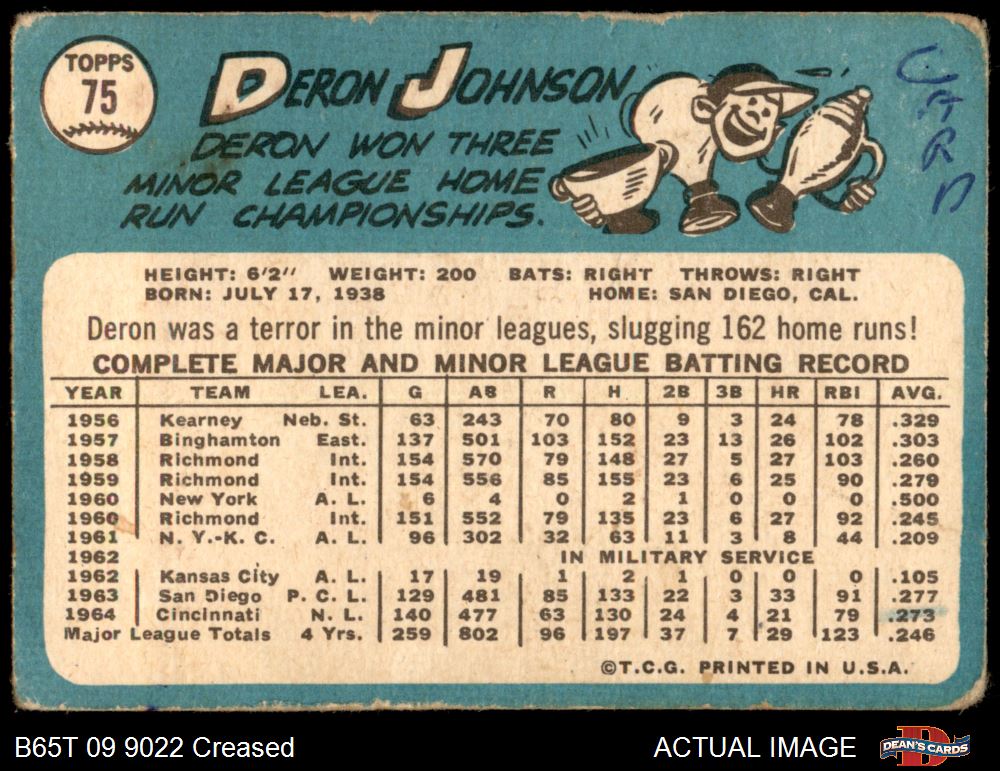 TOPPS
75
DERON JOHNSON
DERON WON THREE
MINOR LEAGUE HOME
RUN CHAMPIONSHIPS.
CARD
HEIGHT: 6'2" WEIGHT: 200 BATS: RIGHT THROWS: RIGHT
BORN: JULY 17, 1938 HOME: SAN DIEGO, CAL.
Deron was a terror in the minor leagues, slugging 162 home runs!
COMPLETE MAJOR AND MINOR LEAGUE BATTING RECORD
YEAR TEAM LEA. G AB R H 2B 3B HR RBI AVG.
1956 Kearney Neb. St. 63 243 70 80 9 3 24 78 .329
1957 Binghamton East. 137 501 103 152 23 13 26 102 .303
1958 Richmond Int. 154 570 79 148 27 5 27 103 .260
1959 Richmond Int. 154 556 85 155 23 6 25 90 .279
1960 New York A. L. 6 4 0 2 1 0 0 0 .500
1960 Richmond Int. 151 552 79 135 23 6 27 92 .245
1961 N. Y.-K. C. A. L. 96 302 32 63 11 3 8 44 .209
1962 IN MILITARY SERVICE
1962 Kansas City A. L. 17 19 1 2 1 0 0 0 .105
1963 San Diego P. C. L. 129 481 85 133 22 3 33 91 .277
1964 Cincinnati N. L. 140 477 63 130 24 4 21 79 .273
Major League Totals 4 Yrs. 259 802 96 197 37 7 29 123 .246
©T.C.G. PRINTED IN U.S.A.
B65T 09 9022 Creased ACTUAL IMAGE
DEAN'S CARDS